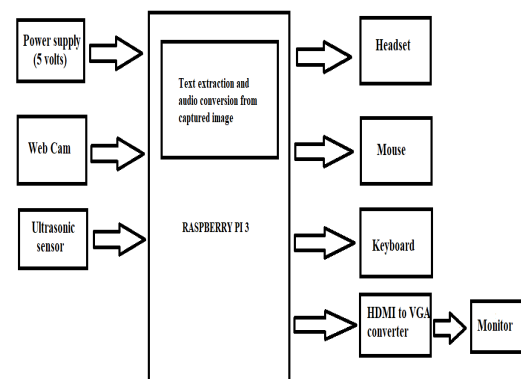 Power supply
(5 volts)
Web Cam
Ultrasonic
sensor
Text extraction and
audio conversion from
captured image
RASPBERRY PI 3
Headset
Mouse
Keyboard
HDMI to VGA
converter
Monitor